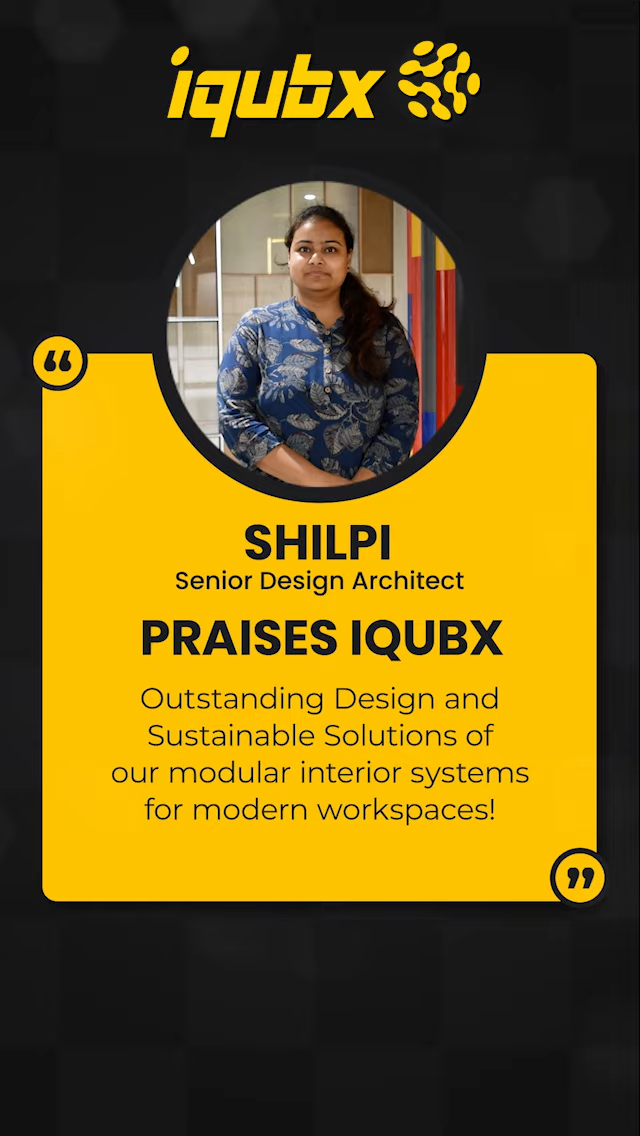 iqubx
“
SHILPI
Senior Design Architect
PRAISES IQUBX
Outstanding Design and
Sustainable Solutions of
our modular interior systems
for modern workspaces!
”